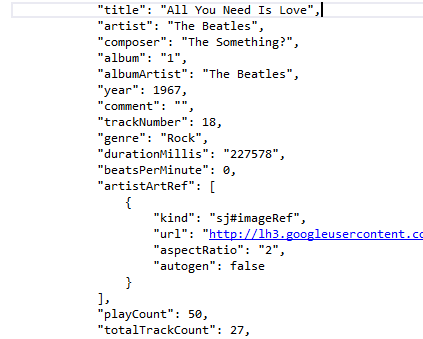 "title": "All You Need Is Love",
"artist": "The Beatles",
"composer": "The Something?",
"album": "1",
"albumArtist": "The Beatles",
"year": 1967,
"comment": "",
"trackNumber": 18,
"genre": "Rock",
"durationMillis": "227578",
"beatsPerMinute": 0,
"artistArtRef": [
{
"kind": "sj#imageRef",
"url": "http://lh3.googleusercontent.co
"aspectRatio": "2",
"autogen": false
}
],
"playCount": 50,
"totalTrackCount": 27,